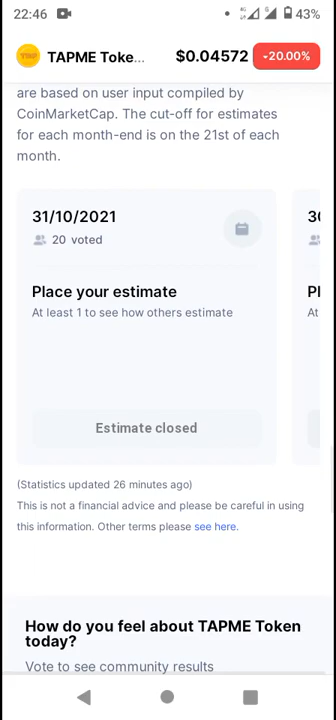 22:46 43%
TAPME Toke... $0.04572 -20.00%
are based on user input compiled by
CoinMarketCap. The cut-off for estimates
for each month-end is on the 21st of each
month.
31/10/2021
20 voted
Place your estimate
At least 1 to see how others estimate
Estimate closed
(Statistics updated 26 minutes ago)
This is not a financial advice and please be careful in using
this information. Other terms please see here.
How do you feel about TAPME Token
today?
Vote to see community results